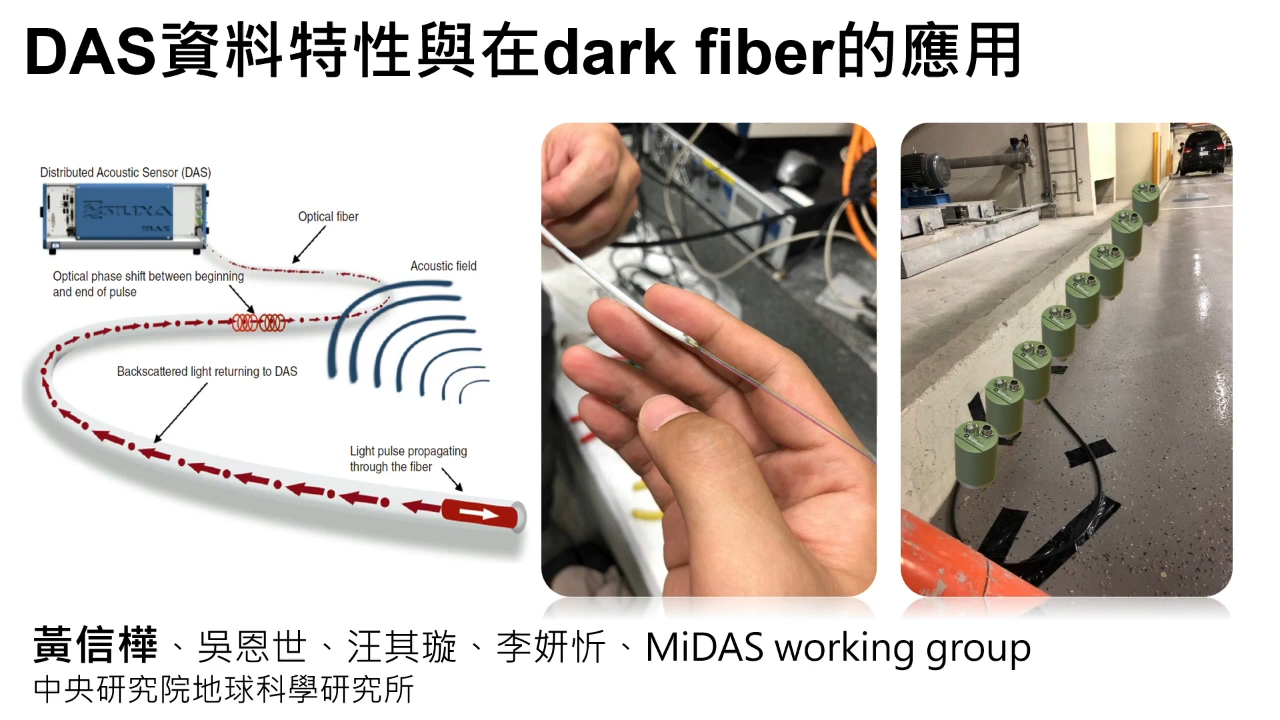 DAS資料特性與在dark fiber的應用
Distributed Acoustic Sensor (DAS)
SILIXA
iDAS
Optical fiber
Optical phase shift between beginning
and end of pulse
Acoustic field
Backscattered light returning to DAS
Light pulse propagating
through the fiber
黃信樺、吳恩世、汪其璇、李妍忻、MiDAS working group
中央研究院地球科學研究所